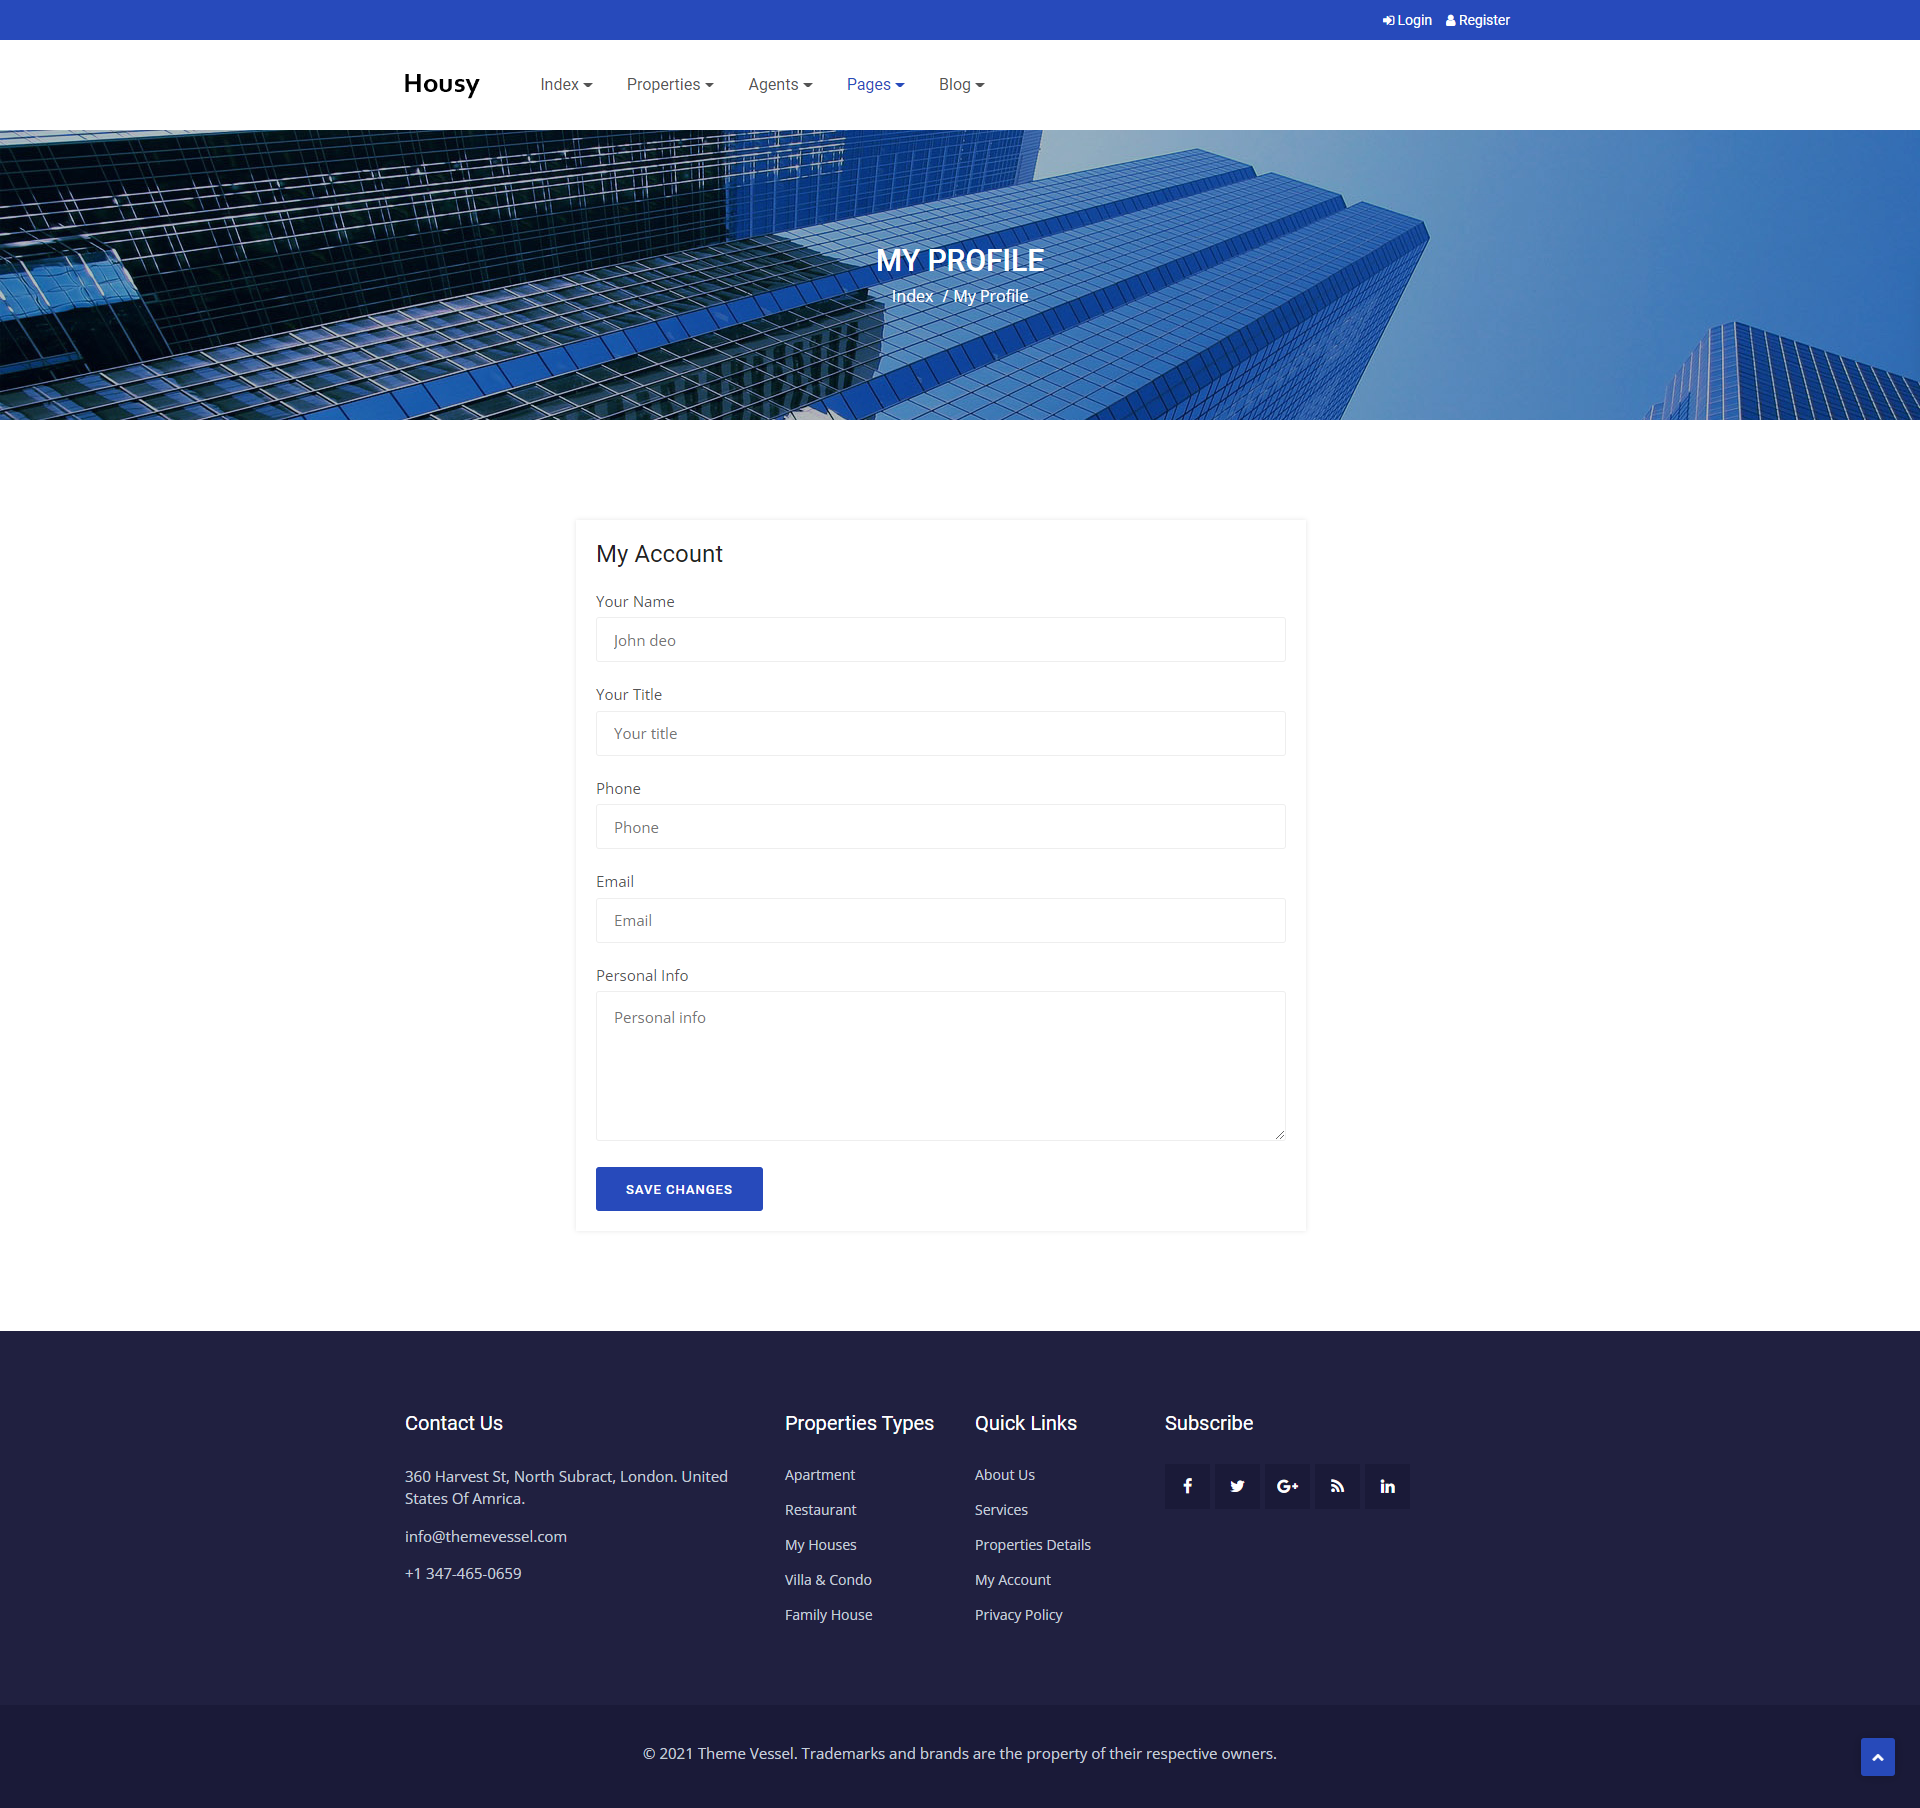 Login Register
Housy Index Properties Agents Pages Blog
MY PROFILE
Index / My Profile
My Account
Your Name
John deo
Your Title
Your title
Phone
Phone
Email
Email
Personal Info
Personal info
SAVE CHANGES
Contact Us
360 Harvest St, North Subract, London. United
States Of Amrica.
info@themevessel.com
+1 347-465-0659
Properties Types
Apartment
Restaurant
My Houses
Villa & Condo
Family House
Quick Links
About Us
Services
Properties Details
My Account
Privacy Policy
Subscribe
© 2021 Theme Vessel. Trademarks and brands are the property of their respective owners.